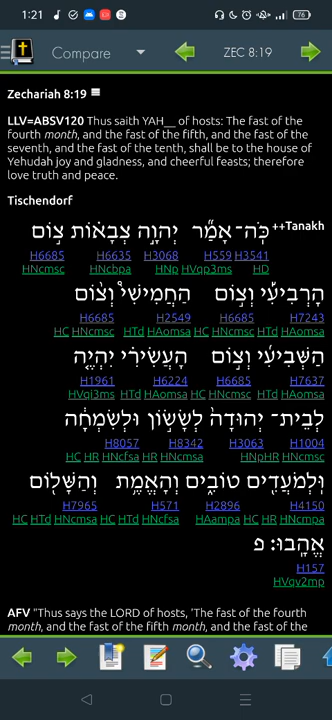 1:21
76
Compare
ZEC 8:19
Zechariah 8:19
LLV=ABSV120 Thus saith YAH__ of hosts: The fast of the
fourth month, and the fast of the fifth, and the fast of the
seventh, and the fast of the tenth, shall be to the house of
Yehudah joy and gladness, and cheerful feasts; therefore
love truth and peace.
Tischendorf
++Tanakh כֹּֽה־אָמַ֞ר יְהוָ֣ה צְבָא֗וֹת צ֣וֹם
H3541 H559 H3068 H6635 H6685
HD HVqp3ms HNp HNcbpa HNcmsc
הָרְבִיעִ֡י וְצ֣וֹם הַחֲמִישִׁי֩ וְצ֨וֹם
H7243 H6685 H2549 H6685
HTd HAomsa HC HNcmsc HTd HAomsa HC HNcmsc
הַשְּׁבִיעִ֜י וְצ֣וֹם הָעֲשִׂירִ֗י יִהְיֶ֤ה
H7637 H6685 H6224 H1961
HTd HAomsa HC HNcmsc HTd HAomsa HVqi3ms
לְבֵית־ יְהוּדָה֙ לְשָׂשׂ֣וֹן וּלְשִׂמְחָ֔ה
H1004 H3063 H8342 H8057
HR HNcmsc HNp HR HNcmsa HC HR HNcfsa
וּֽלְמֹעֲדִ֖ים טוֹבִ֑ים וְהָאֱמֶ֥ת וְהַשָּׁל֖וֹם
H4150 H2896 H571 H7965
HC HR HNcmpa HAampa HC HTd HNcfsa HC HTd HNcmsa
אֱהָֽבוּ׃ פ
H157
HVqv2mp
AFV "Thus says the LORD of hosts, 'The fast of the fourth
month, and the fast of the fifth month, and the fast of the